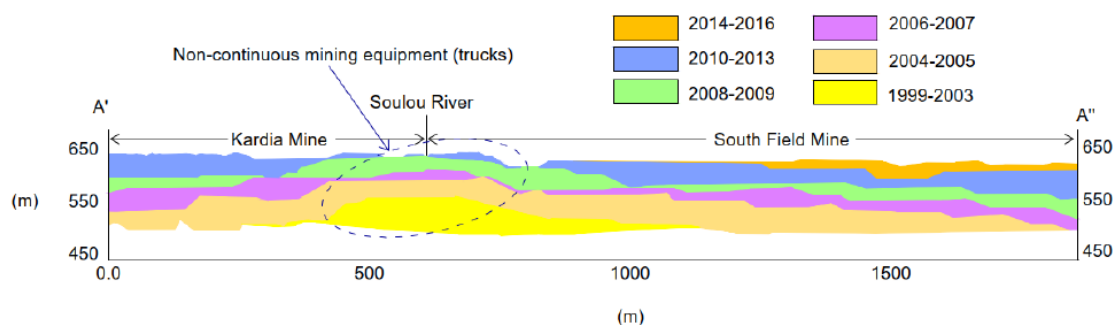 2014-2016
2006-2007
2010-2013
2004-2005
2008-2009
1999-2003
Non-continuous mining equipment (trucks)
Soulou River
A'
A"
Kardia Mine
South Field Mine
650
650
(m)
550
550
450
450
0.0
500
1000
1500
(m)